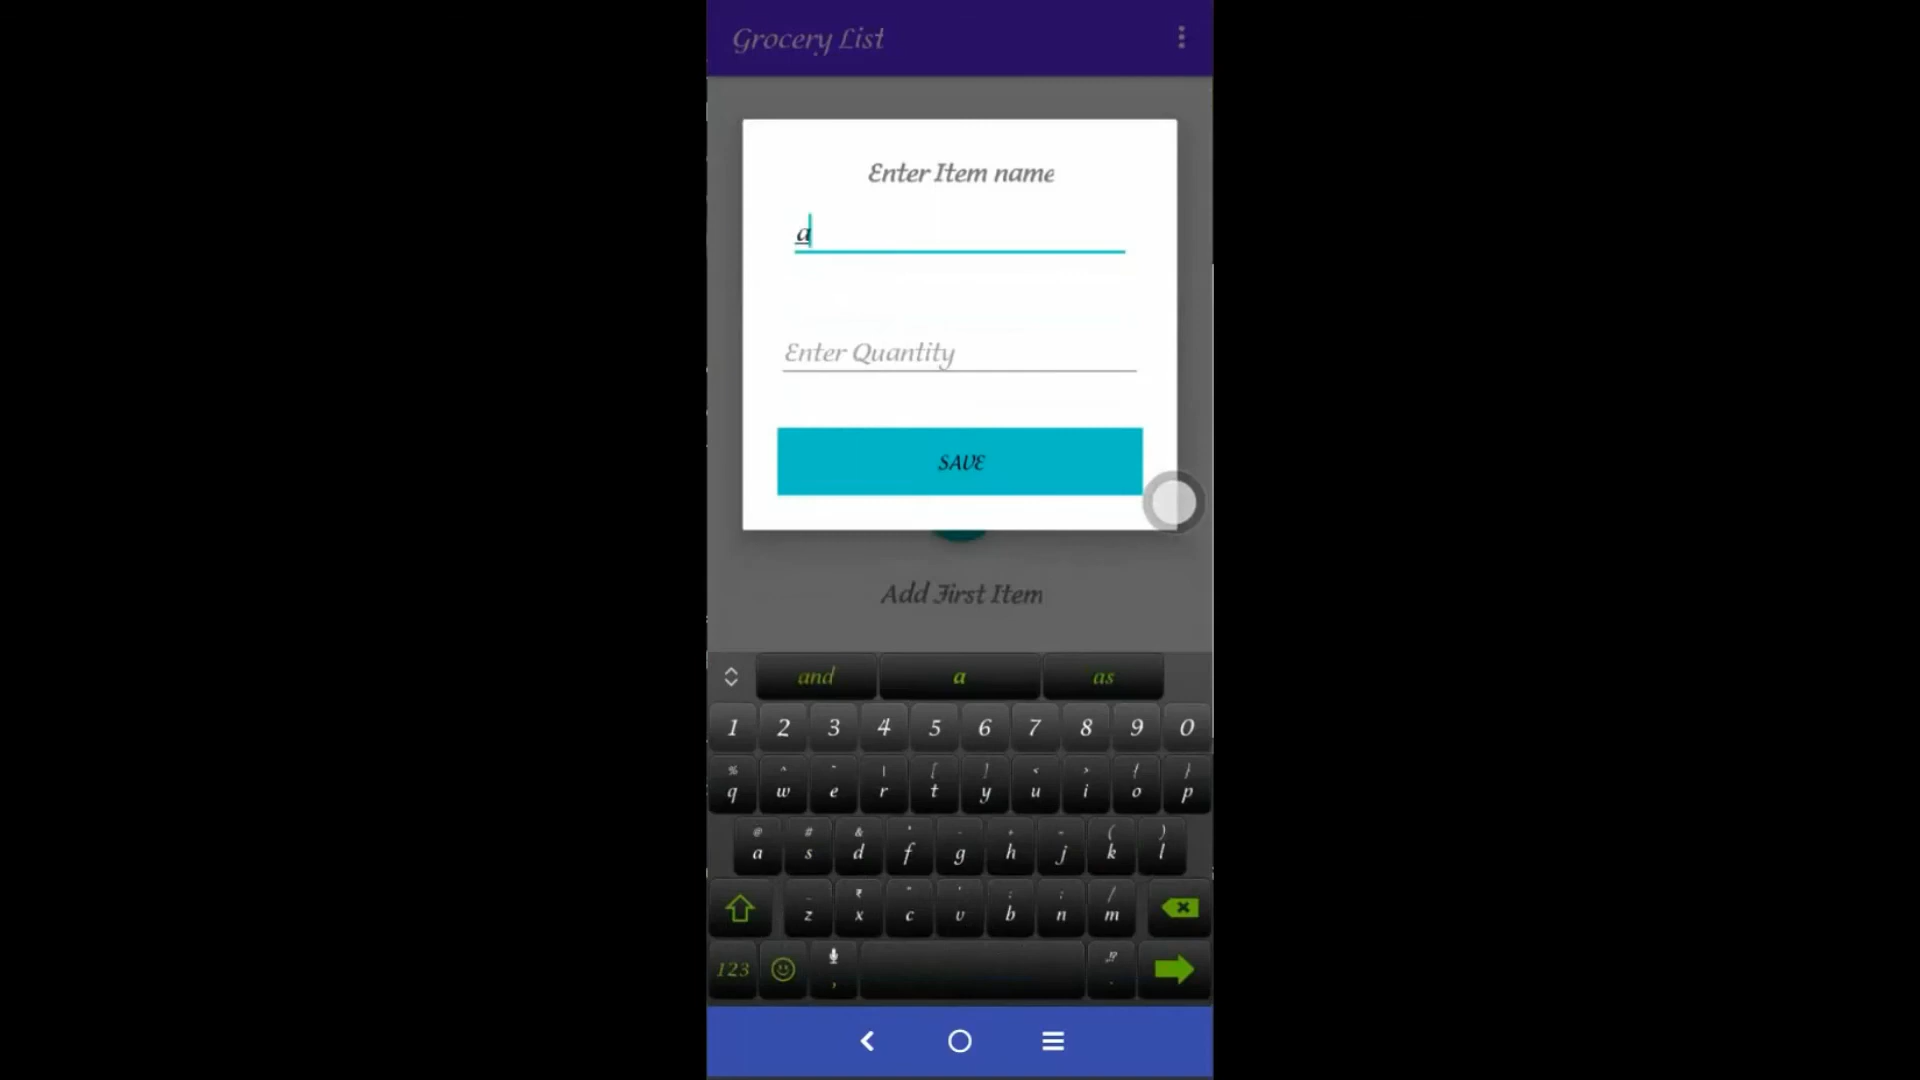 Grocery List
Enter Item name
a
Enter Quantity
SAVE
Add First Item
and a as
1 2 3 4 5 6 7 8 9 0
% ^ ~ | [ ] < > { }
q w e r t y u i o p
@ # & * - + = ( )
a s d f g h j k l
₹ " ' : ; /
z x c v b n m
123 , .